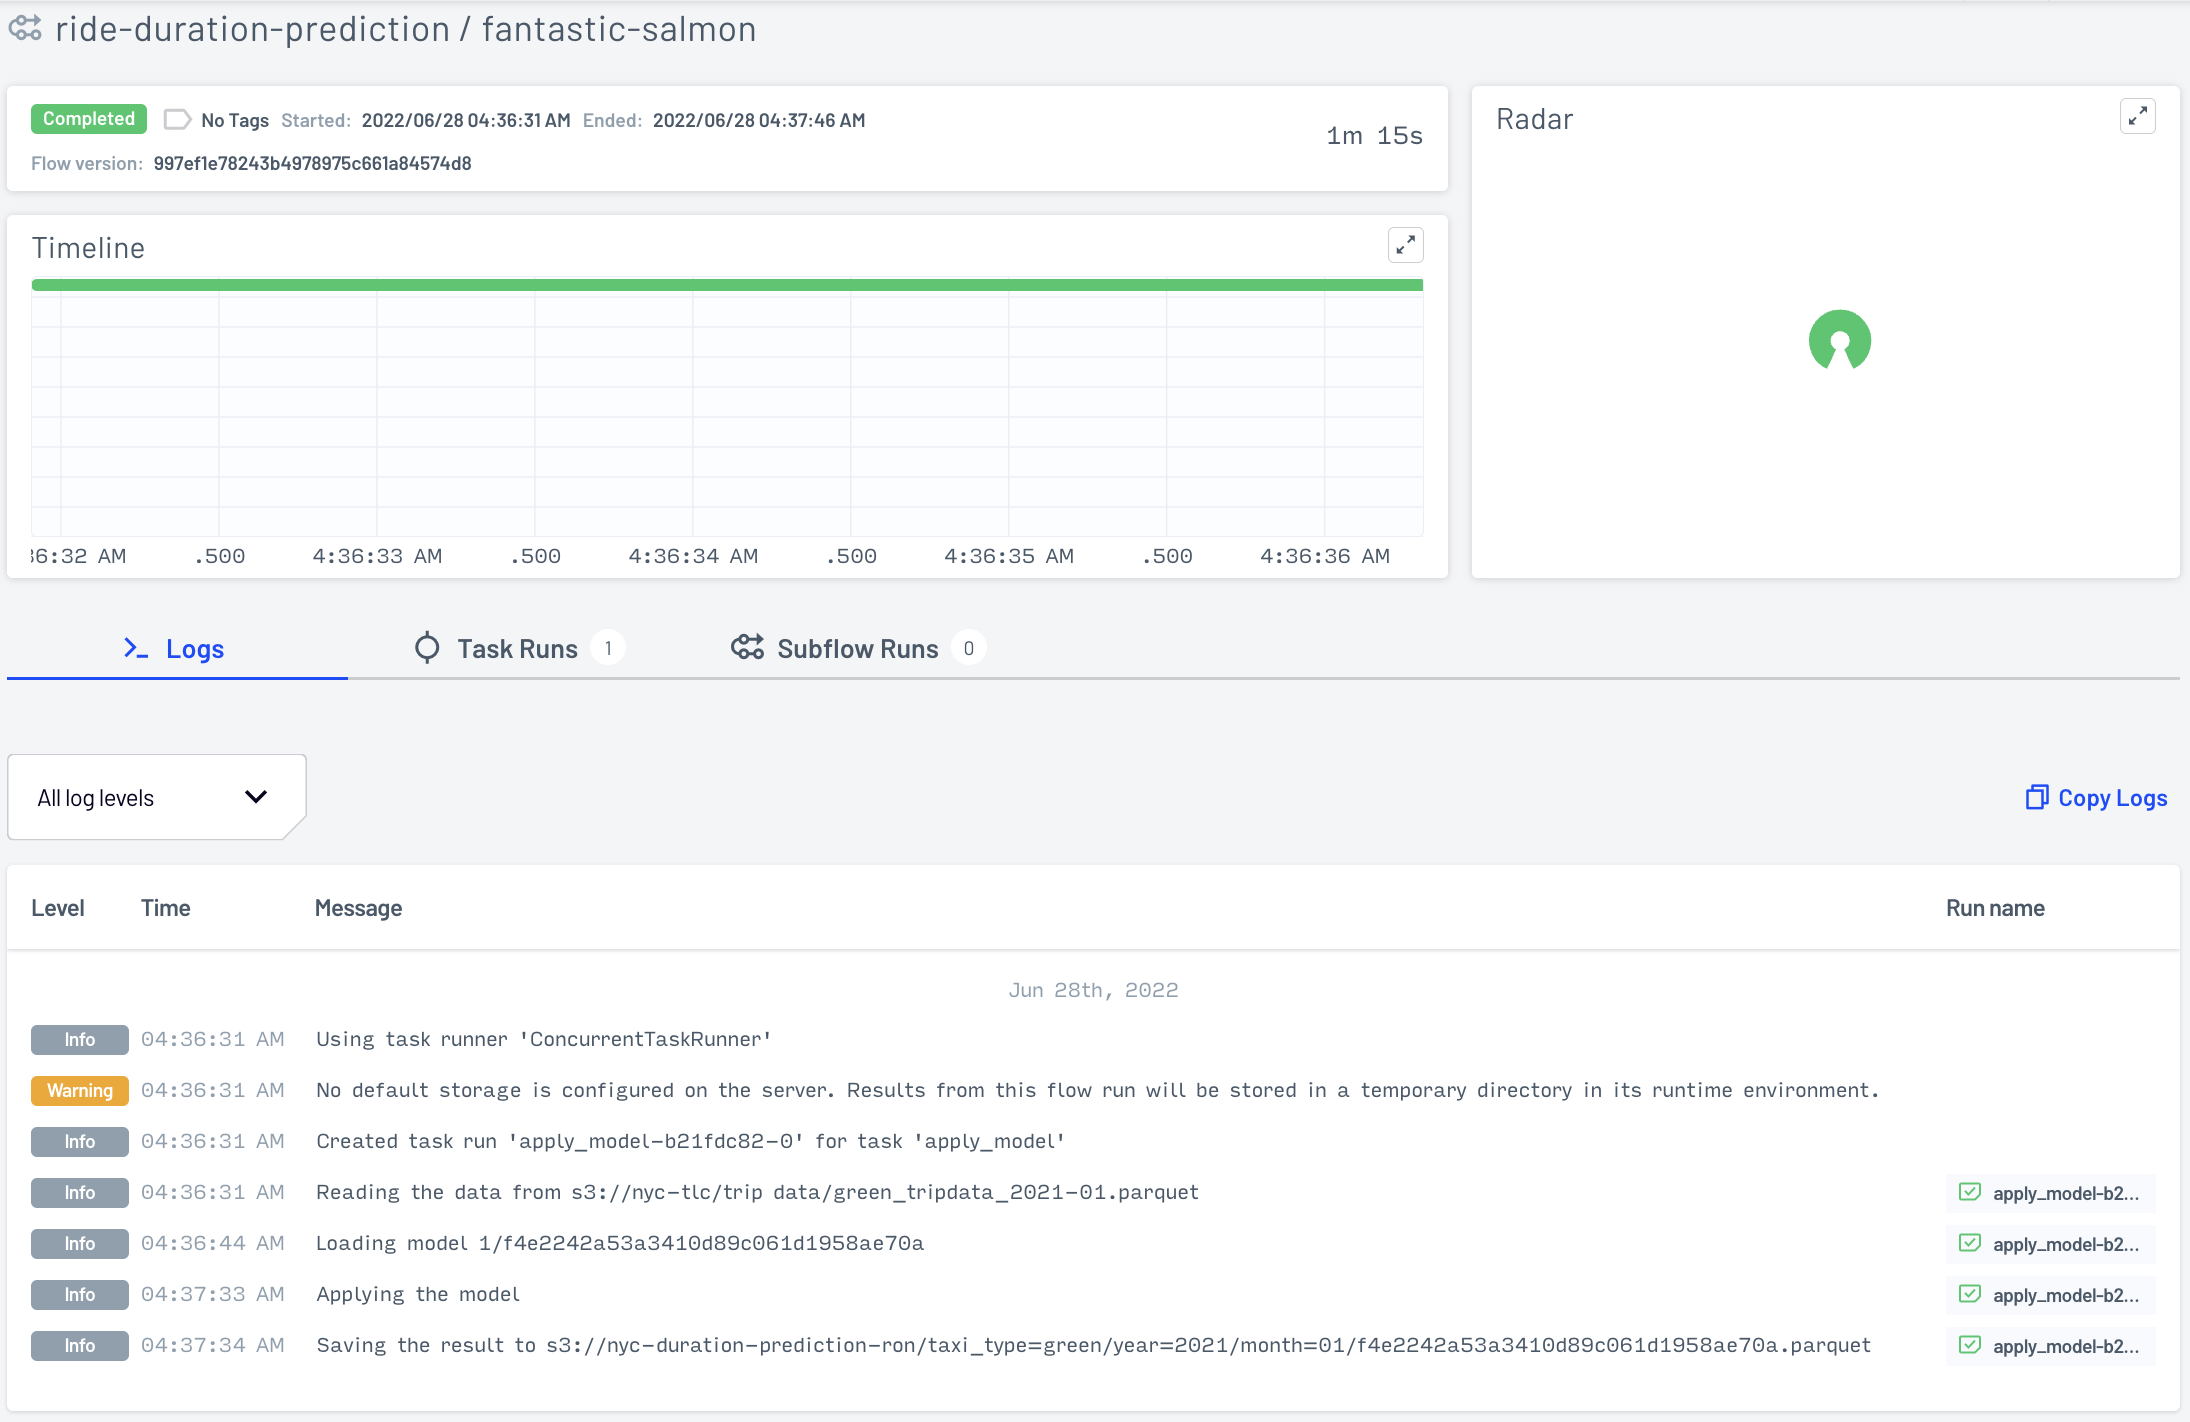 ride-duration-prediction / fantastic-salmon
Completed No Tags Started: 2022/06/28 04:36:31 AM Ended: 2022/06/28 04:37:46 AM
1m 15s
Flow version: 997ef1e78243b4978975c661a84574d8
Radar
Timeline
36:32 AM .500 4:36:33 AM .500 4:36:34 AM .500 4:36:35 AM .500 4:36:36 AM
Logs Task Runs 1 Subflow Runs 0
All log levels
Copy Logs
Level Time Message Run name
Jun 28th, 2022
Info 04:36:31 AM Using task runner 'ConcurrentTaskRunner'
Warning 04:36:31 AM No default storage is configured on the server. Results from this flow run will be stored in a temporary directory in its runtime environment.
Info 04:36:31 AM Created task run 'apply_model-b21fdc82-0' for task 'apply_model'
Info 04:36:31 AM Reading the data from s3://nyc-tlc/trip data/green_tripdata_2021-01.parquet apply_model-b2...
Info 04:36:44 AM Loading model 1/f4e2242a53a3410d89c061d1958ae70a apply_model-b2...
Info 04:37:33 AM Applying the model apply_model-b2...
Info 04:37:34 AM Saving the result to s3://nyc-duration-prediction-ron/taxi_type=green/year=2021/month=01/f4e2242a53a3410d89c061d1958ae70a.parquet apply_model-b2...